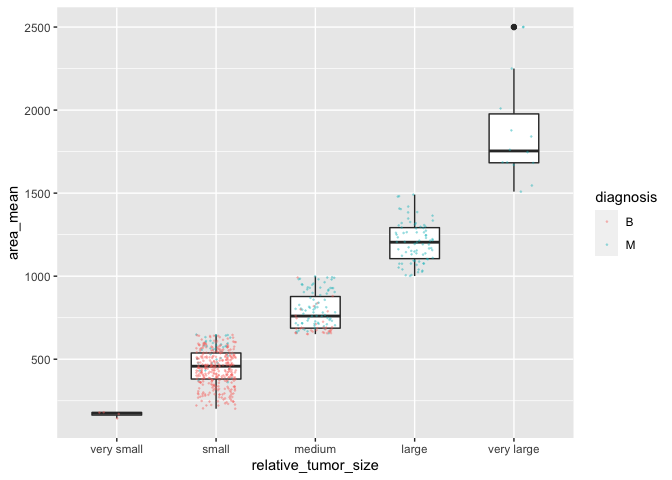 2500
2000
1500
1000
500
area_mean
very small small medium large very large
relative_tumor_size
diagnosis
B
M